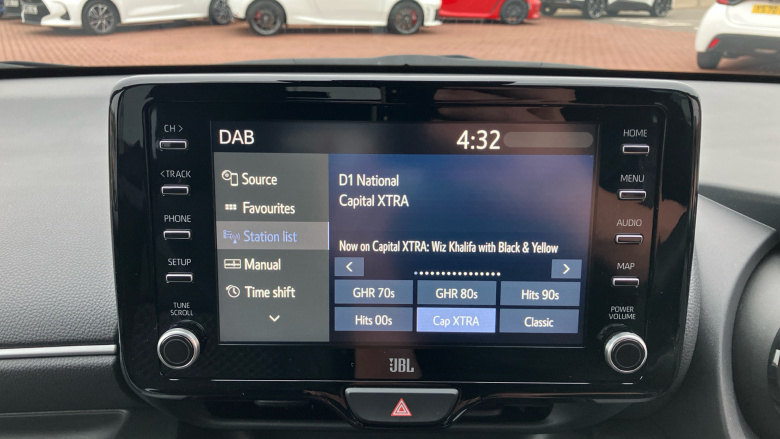 CH >
< TRACK
PHONE
SETUP
TUNE
SCROLL
DAB
4:32
Source
Favourites
Station list
Manual
Time shift
D1 National
Capital XTRA
Now on Capital XTRA: Wiz Khalifa with Black & Yellow
GHR 70s
GHR 80s
Hits 90s
Hits 00s
Cap XTRA
Classic
HOME
MENU
AUDIO
MAP
POWER
VOLUME
JBL